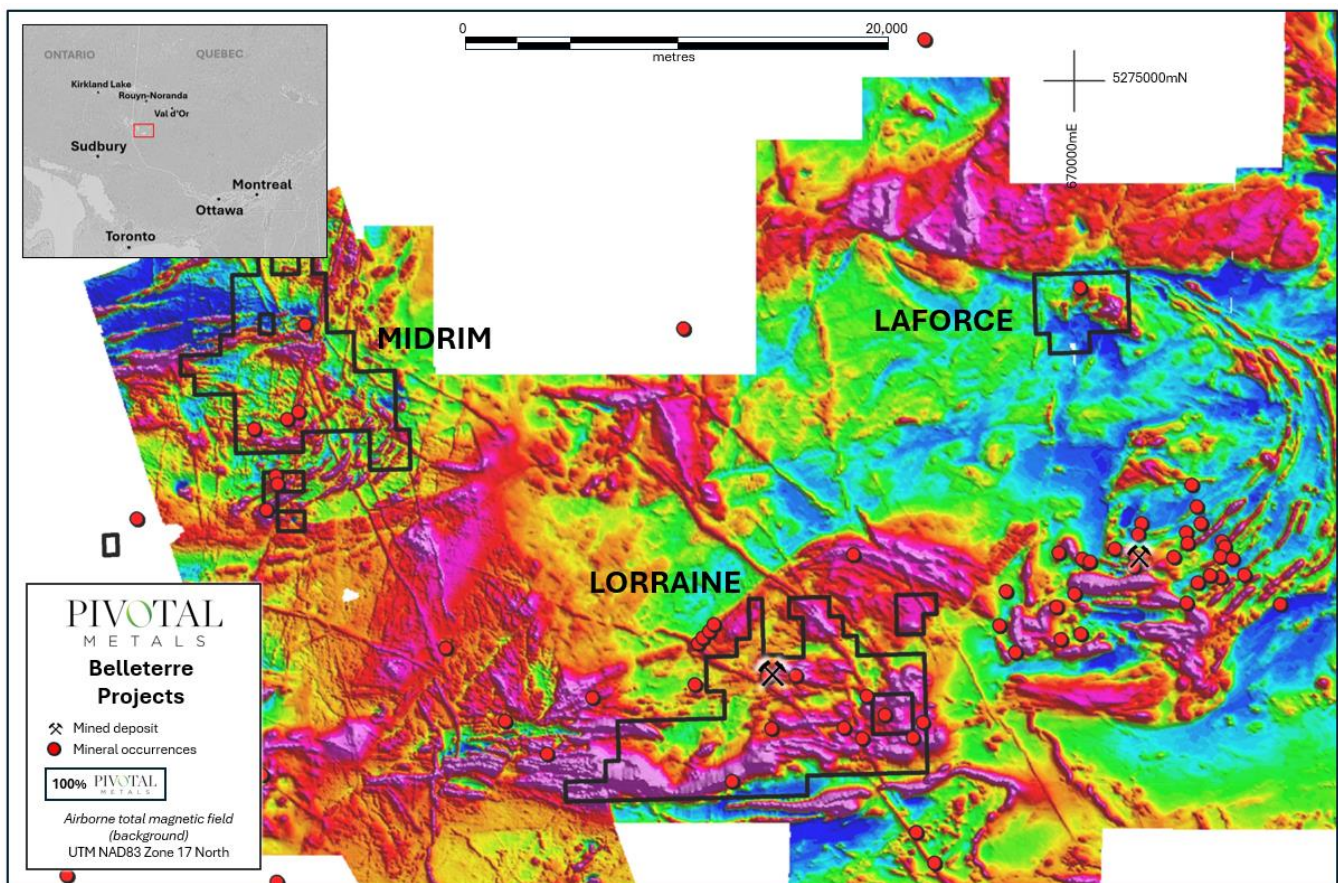 ONTARIO
QUEBEC
Kirkland Lake
Rouyn-Noranda
Val d'Or
Sudbury
Montreal
Ottawa
Toronto
0
20,000
metres
5275000mN
670000mE
MIDRIM
LAFORCE
LORRAINE
PIVOTAL
METALS
Belleterre
Projects
Mined deposit
Mineral occurrences
100% PIVOTAL
METALS
Airborne total magnetic field
(background)
UTM NAD83 Zone 17 North